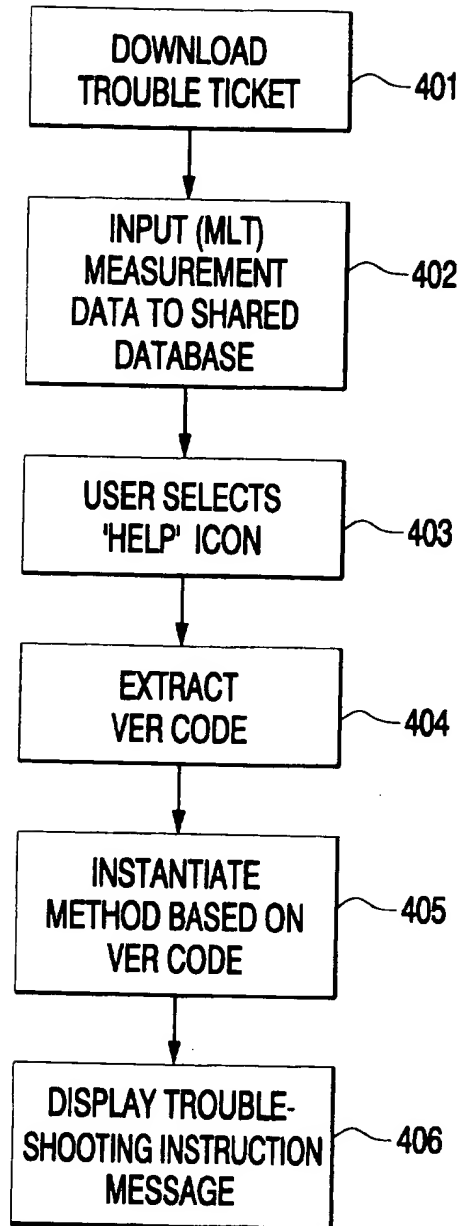 DOWNLOAD
TROUBLE TICKET
401
INPUT (MLT)
MEASUREMENT
DATA TO SHARED
DATABASE
402
USER SELECTS
'HELP' ICON
403
EXTRACT
VER CODE
404
INSTANTIATE
METHOD BASED ON
VER CODE
405
DISPLAY TROUBLE-
SHOOTING INSTRUCTION
MESSAGE
406